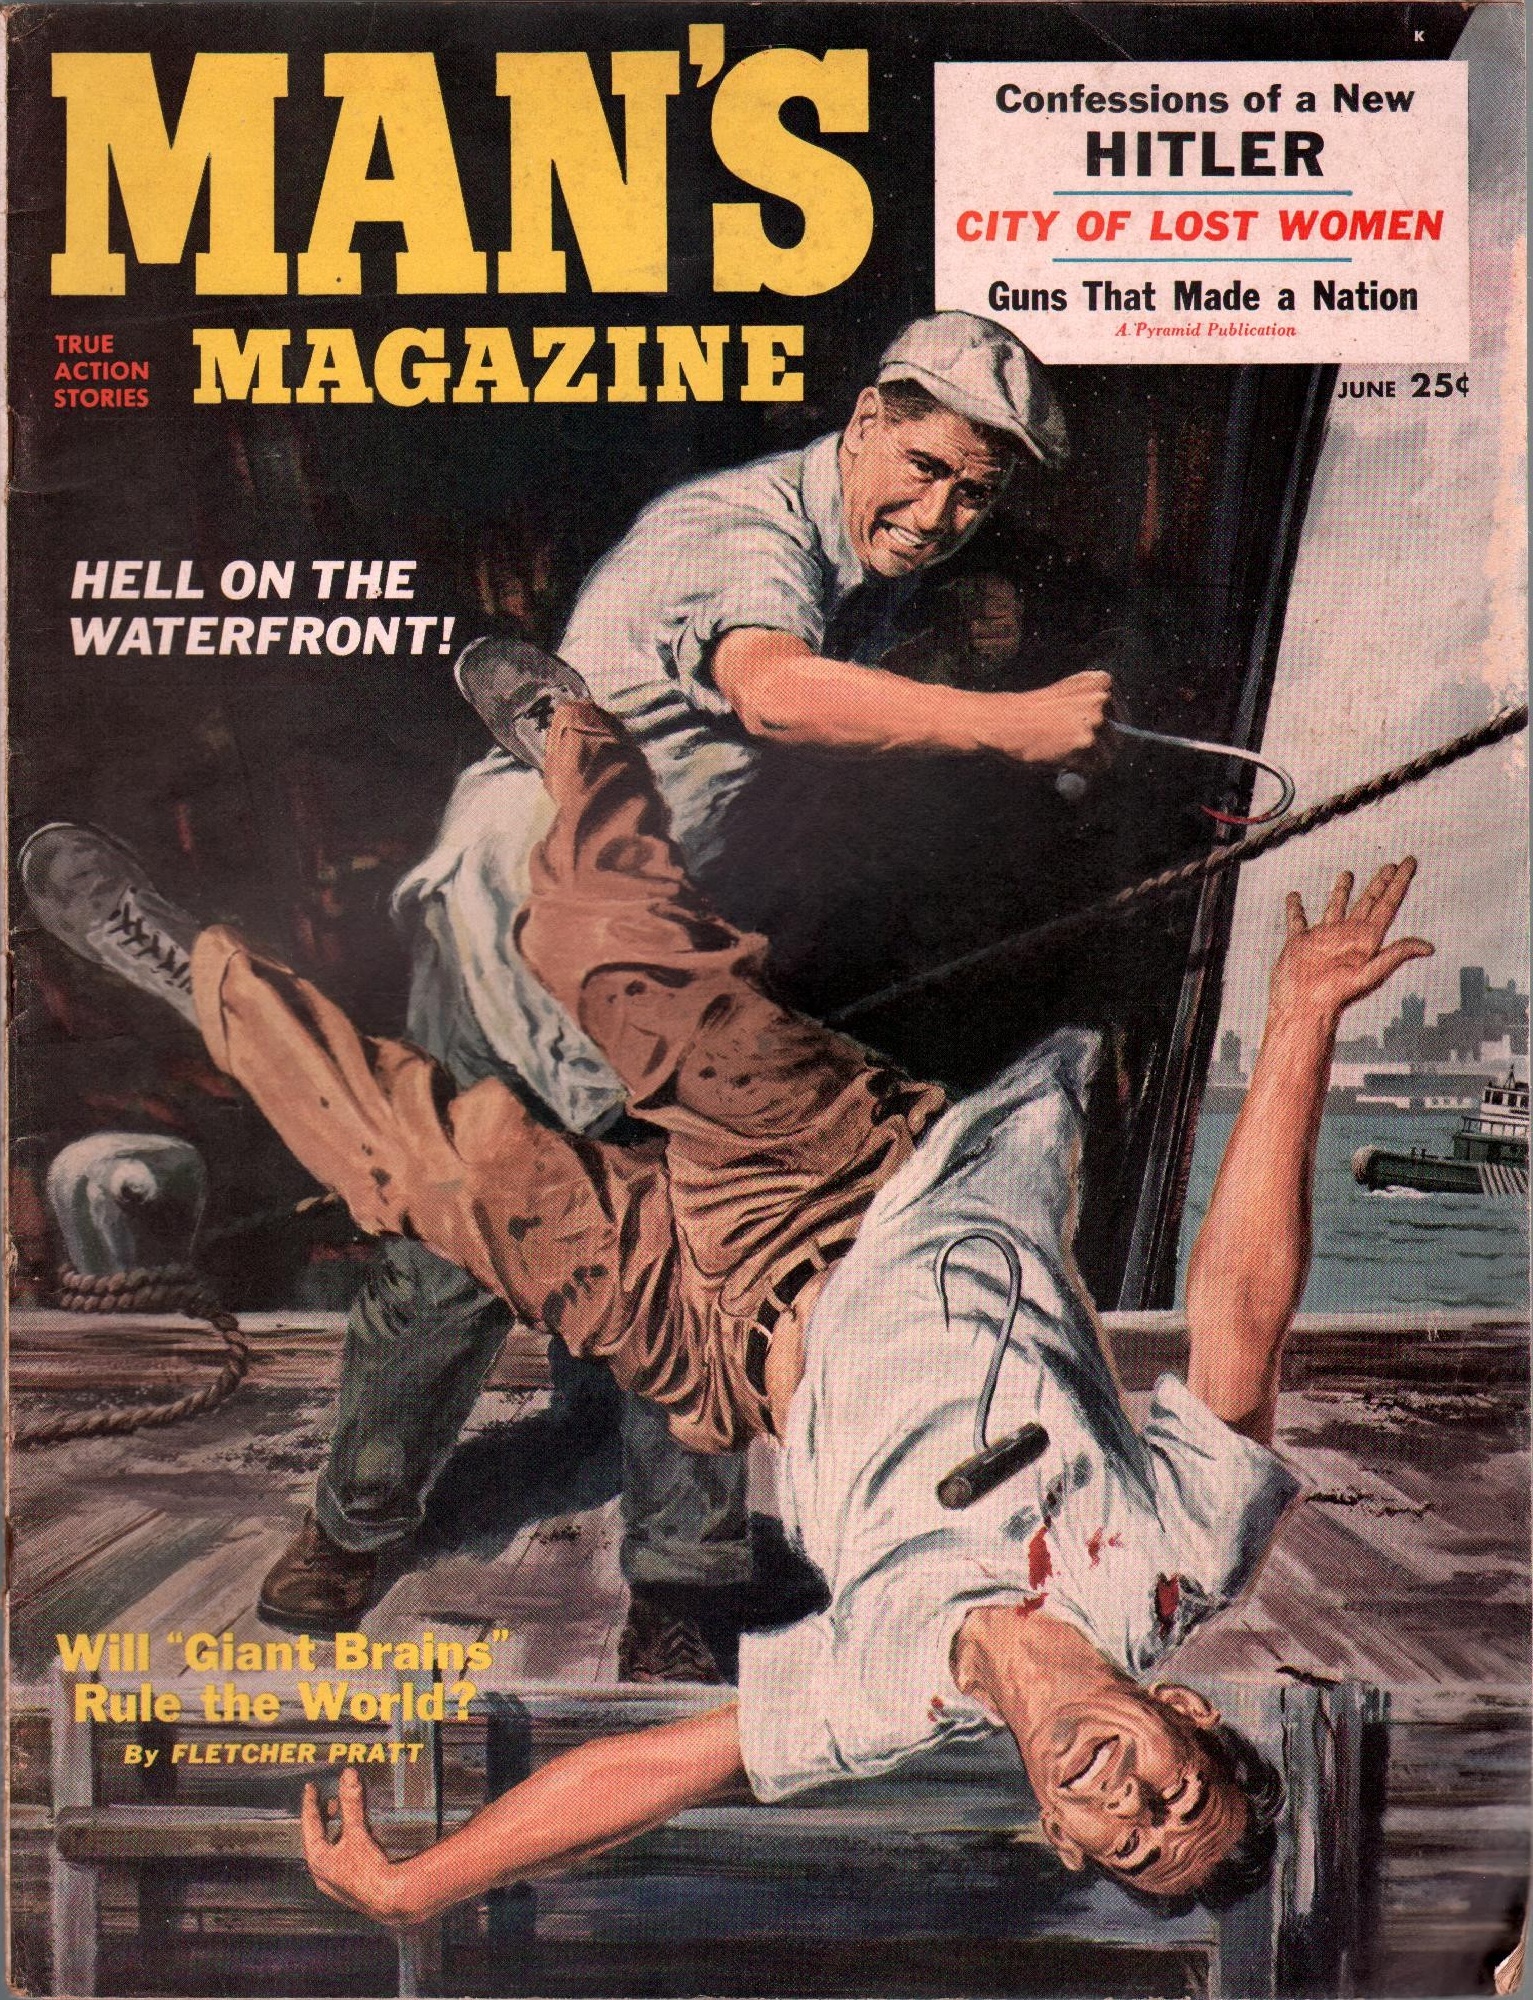 K
MAN'S
MAGAZINE
TRUE
ACTION
STORIES
Confessions of a New
HITLER
CITY OF LOST WOMEN
Guns That Made a Nation
A Pyramid Publication
JUNE 25¢
HELL ON THE
WATERFRONT!
Will "Giant Brains"
Rule the World?
By FLETCHER PRATT